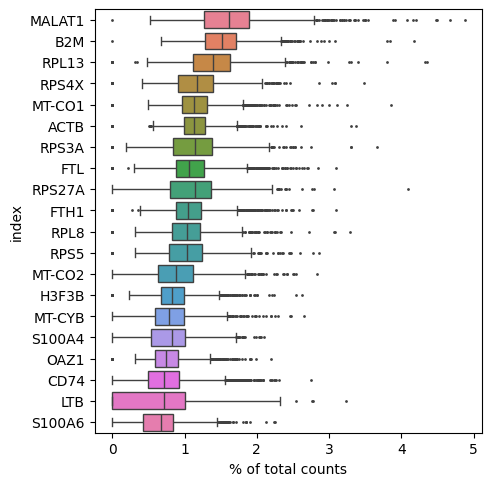 MALAT1
B2M
RPL13
RPS4X
MT-CO1
ACTB
RPS3A
FTL
RPS27A
FTH1
RPL8
RPS5
MT-CO2
H3F3B
MT-CYB
S100A4
OAZ1
CD74
LTB
S100A6
index
0 1 2 3 4 5
% of total counts